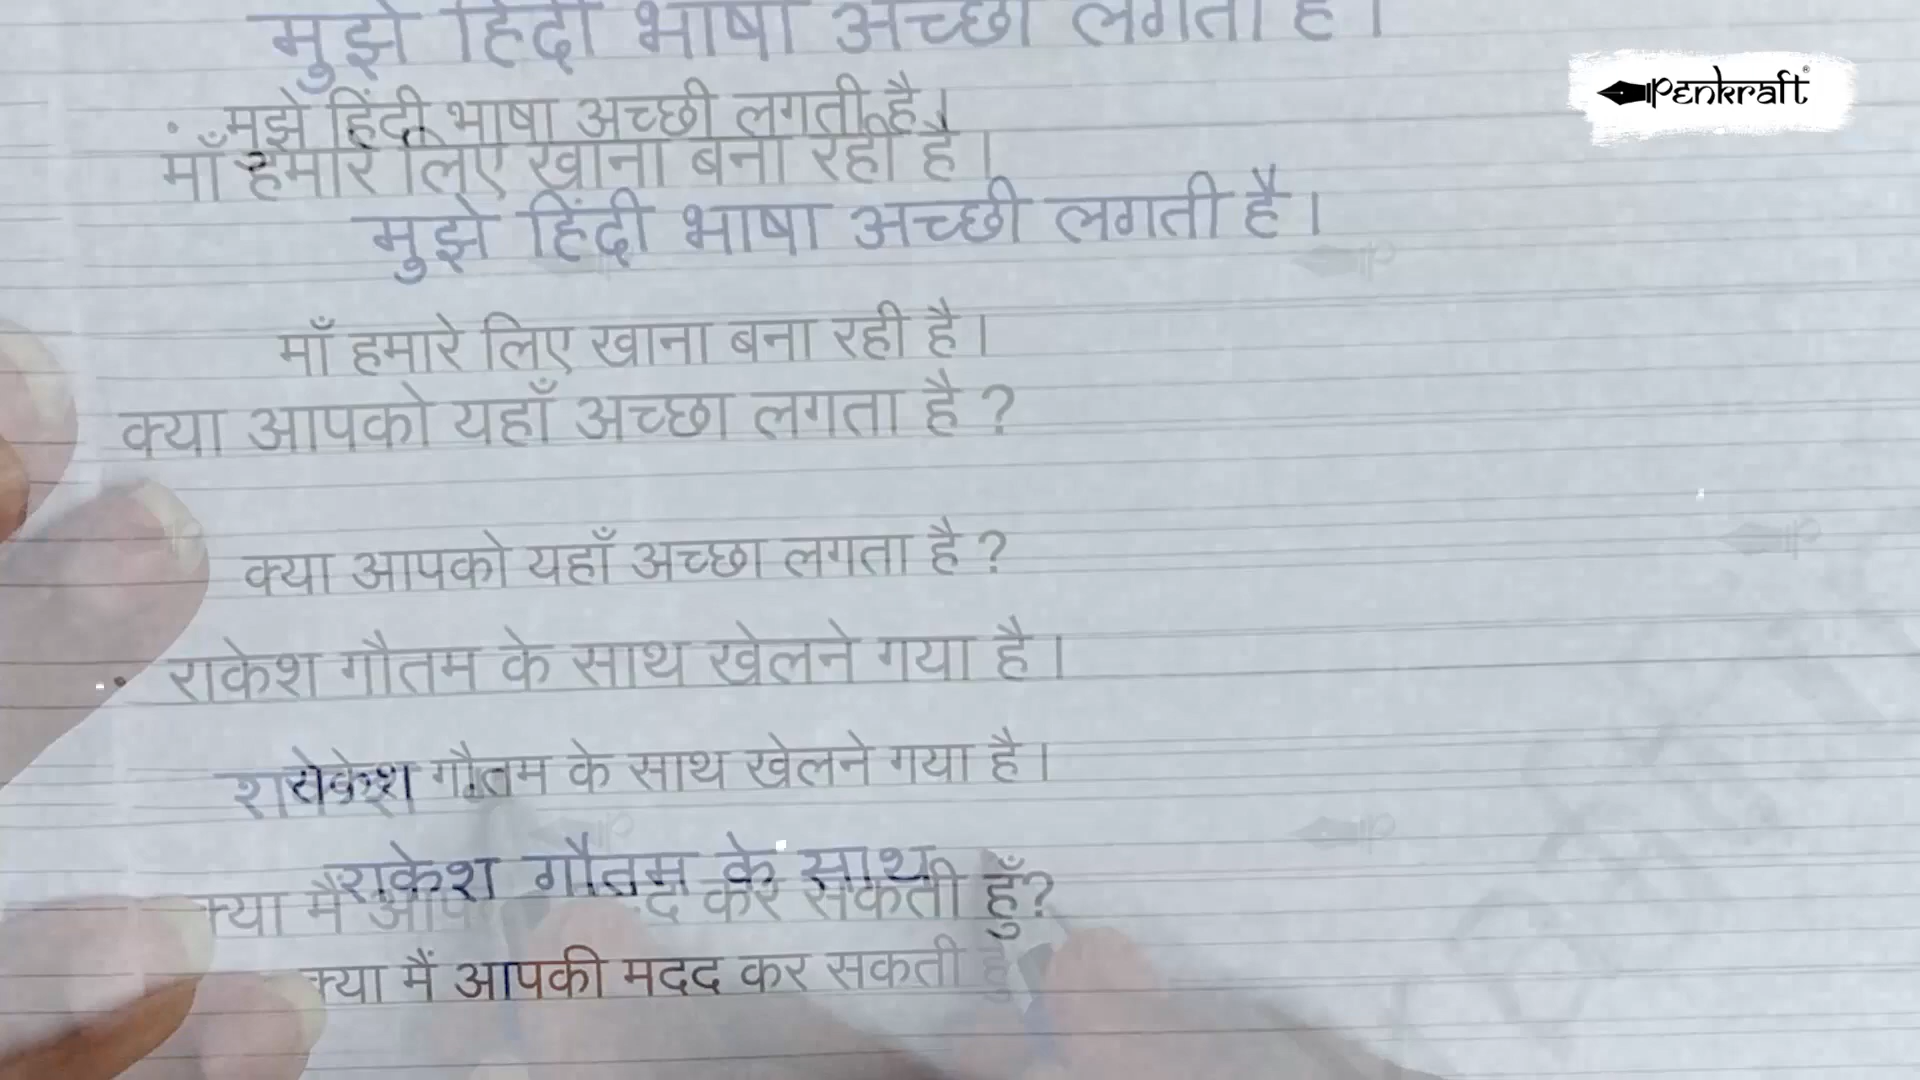 मुझे हिंदी भाषा अच्छी लगती है।
Penkraft
मुझे हिंदी भाषा अच्छी लगती है।
माँ हमारे लिए खाना बना रही है।
मुझे हिंदी भाषा अच्छी लगती है।
माँ हमारे लिए खाना बना रही है।
क्या आपको यहाँ अच्छा लगता है?
क्या आपको यहाँ अच्छा लगता है?
राकेश गौतम के साथ खेलने गया है।
गौतम के साथ खेलने गया है।
राकेश गौतम के साथ
क्या मैं कर सकती हूँ?
क्या मैं आपकी मदद कर सकती